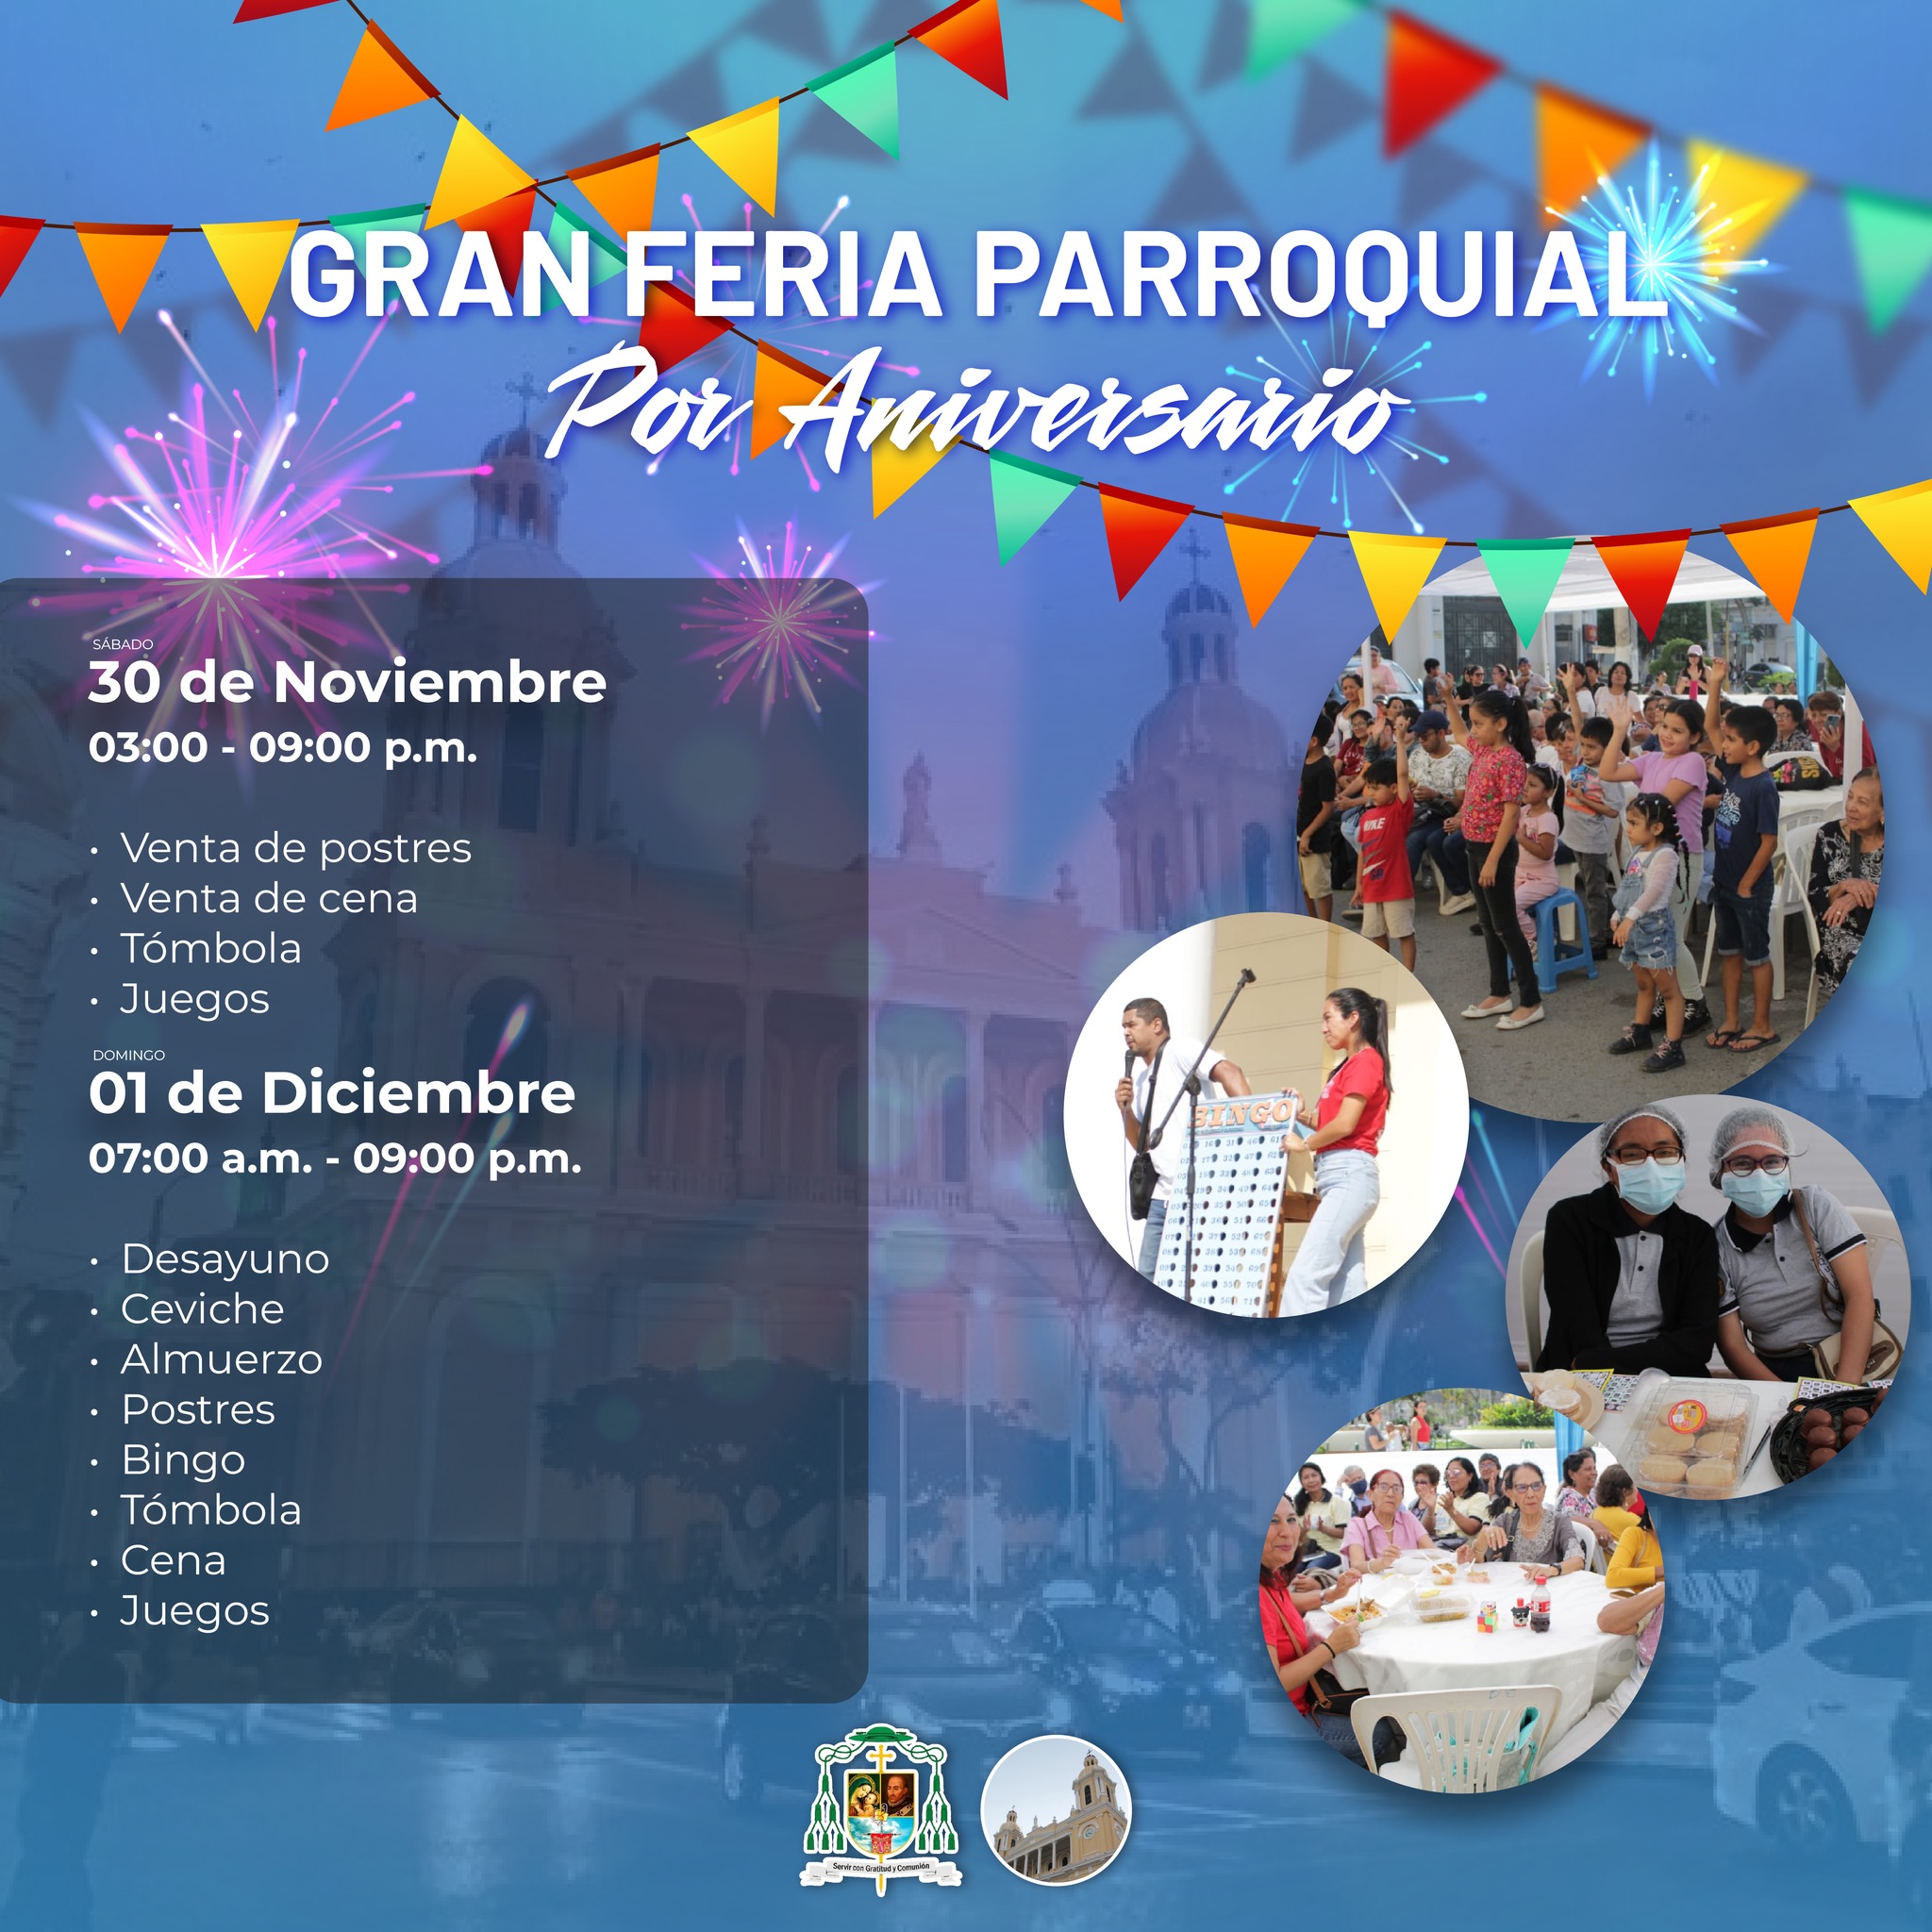 GRAN FERIA PARROQUIAL
Por Aniversario
SÁBADO
30 de Noviembre
03:00 - 09:00 p.m.
• Venta de postres
• Venta de cena
• Tómbola
• Juegos
DOMINGO
01 de Diciembre
07:00 a.m. - 09:00 p.m.
• Desayuno
• Ceviche
• Almuerzo
• Postres
• Bingo
• Tómbola
• Cena
• Juegos
BINGO
Servir con Gratitud y Comunión